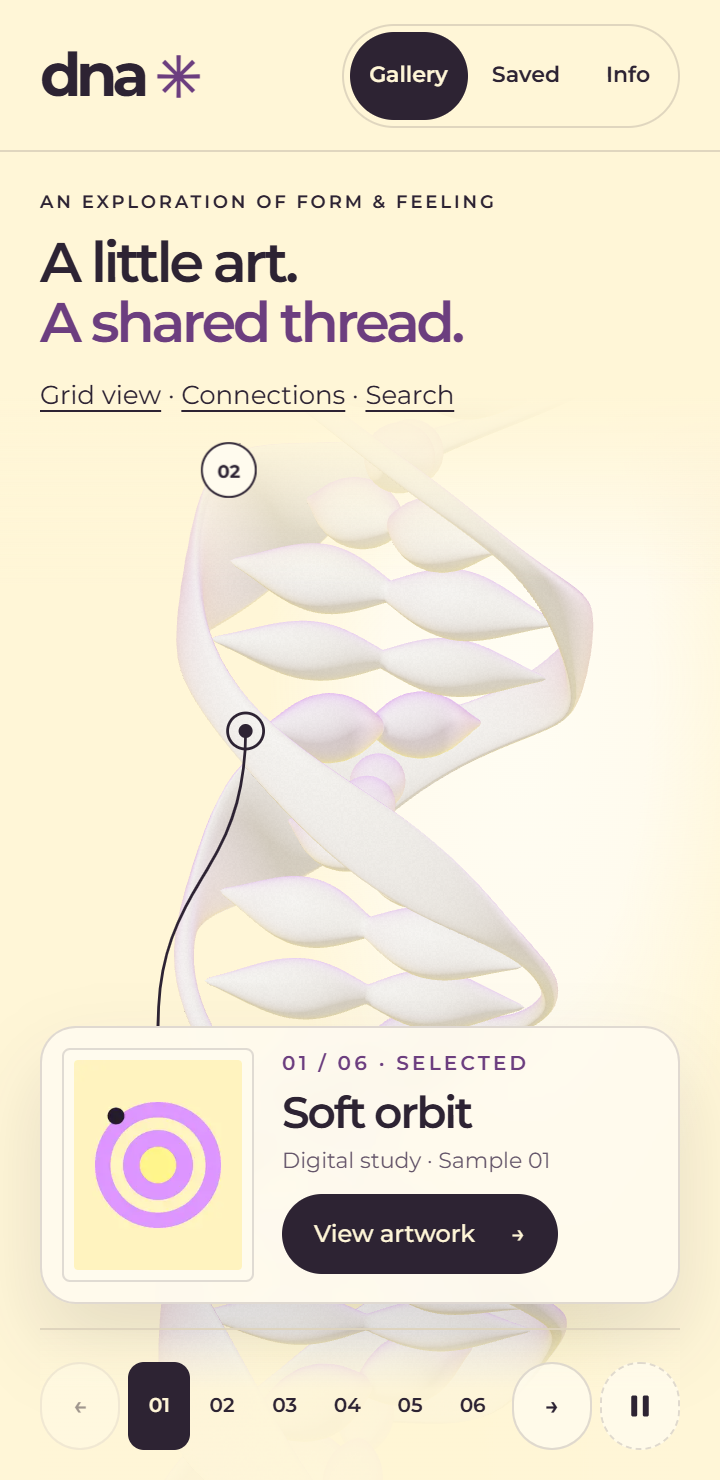 dna
Gallery Saved Info
AN EXPLORATION OF FORM & FEELING
A little art.
A shared thread.
Grid view · Connections · Search
02
01 / 06 · SELECTED
Soft orbit
Digital study · Sample 01
View artwork →
← 01 02 03 04 05 06 →